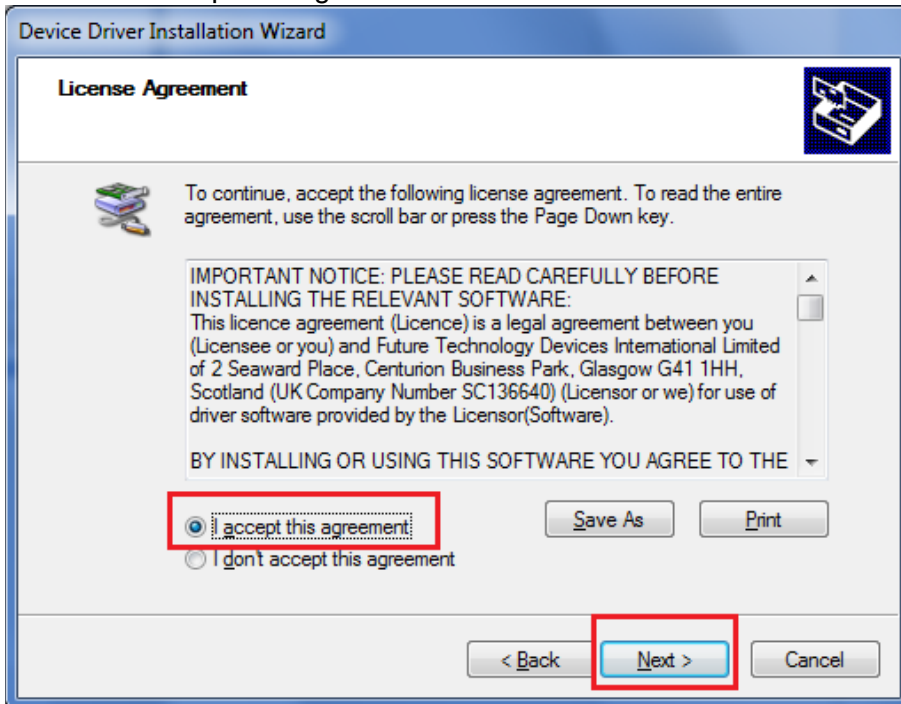 Device Driver Installation Wizard
License Agreement
To continue, accept the following license agreement. To read the entire
agreement, use the scroll bar or press the Page Down key.
IMPORTANT NOTICE: PLEASE READ CAREFULLY BEFORE
INSTALLING THE RELEVANT SOFTWARE:
This licence agreement (Licence) is a legal agreement between you
(Licensee or you) and Future Technology Devices International Limited
of 2 Seaward Place, Centurion Business Park, Glasgow G41 1HH,
Scotland (UK Company Number SC136640) (Licensor or we) for use of
driver software provided by the Licensor(Software).
BY INSTALLING OR USING THIS SOFTWARE YOU AGREE TO THE
I accept this agreement
Save As
Print
I don't accept this agreement
< Back
Next >
Cancel